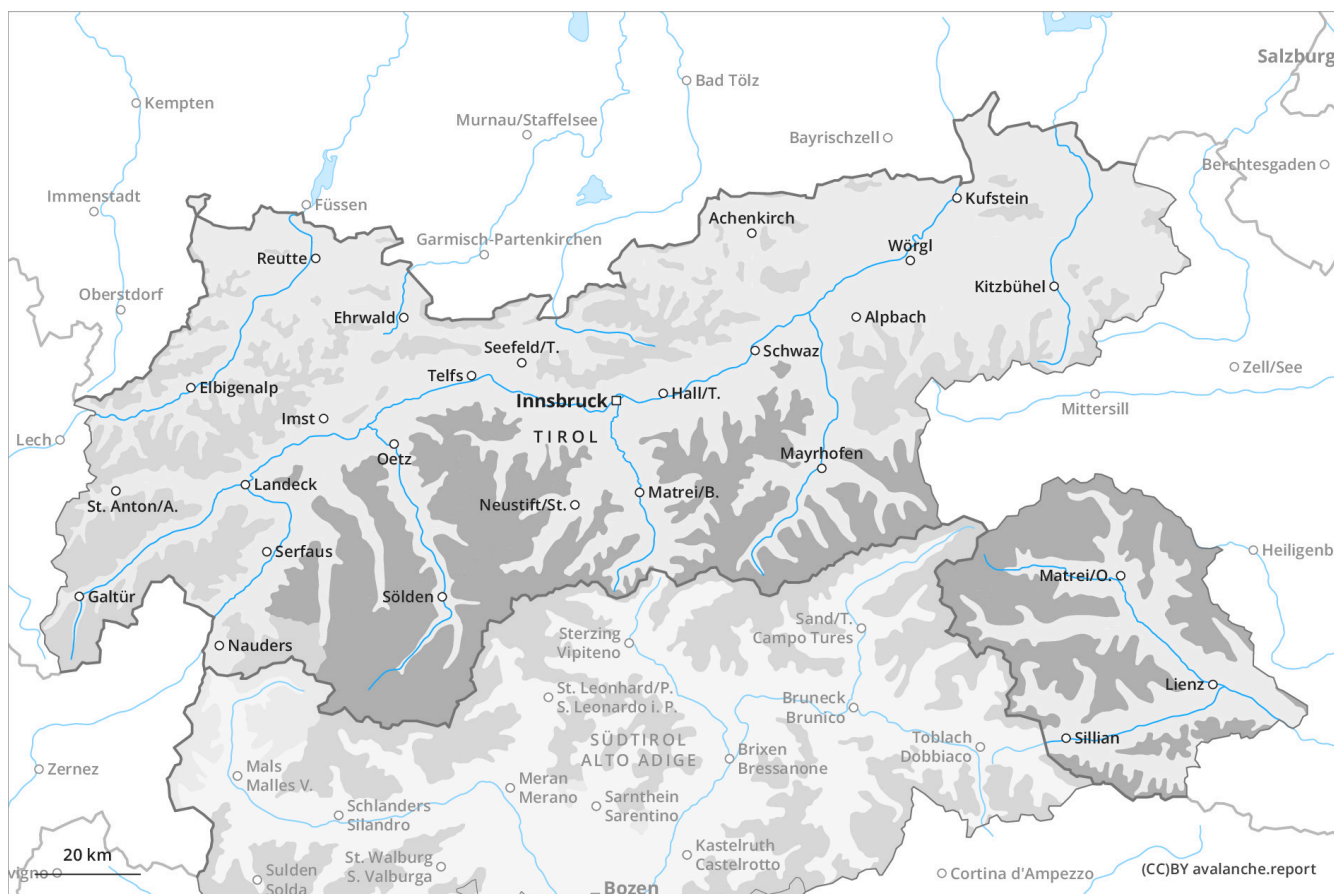 Salzburg
Bad Tölz
Kempten
Murnau/Staffelsee
Bayrischzell
Berchtesgaden
Immenstadt
Füssen
Kufstein
Achenkirch
Garmisch-Partenkirchen
Wörgl
Reutte
Kitzbühel
Oberstdorf
Ehrwald
Alpbach
Seefeld/T.
Schwaz
Zell/See
Telfs
Elbigenalp
Innsbruck
Hall/T.
Mittersill
Imst
Lech
TIROL
Oetz
Mayrhofen
Landeck
St. Anton/A.
Neustift/St.
Matrei/B.
Serfaus
Heiligenb
Matrei/O.
Galtür
Sölden
Sand/T.
Campo Tures
Sterzing
Vipiteno
Nauders
Lienz
St. Leonhard/P.
S. Leonardo i. P.
Bruneck
Brunico
SÜDTIROL
ALTO ADIGE
Sillian
Toblach
Dobbiaco
Brixen
Bressanone
Zernez
Mals
Malles V.
Meran
Merano
Sarnthein
Sarentino
Schlanders
Silandro
Kastelruth
Castelrotto
20 km
St. Walburg
S. Valburga
vigno
Sulden
Solda
Cortina d'Ampezzo
(CC)BY avalanche.report
Bozen